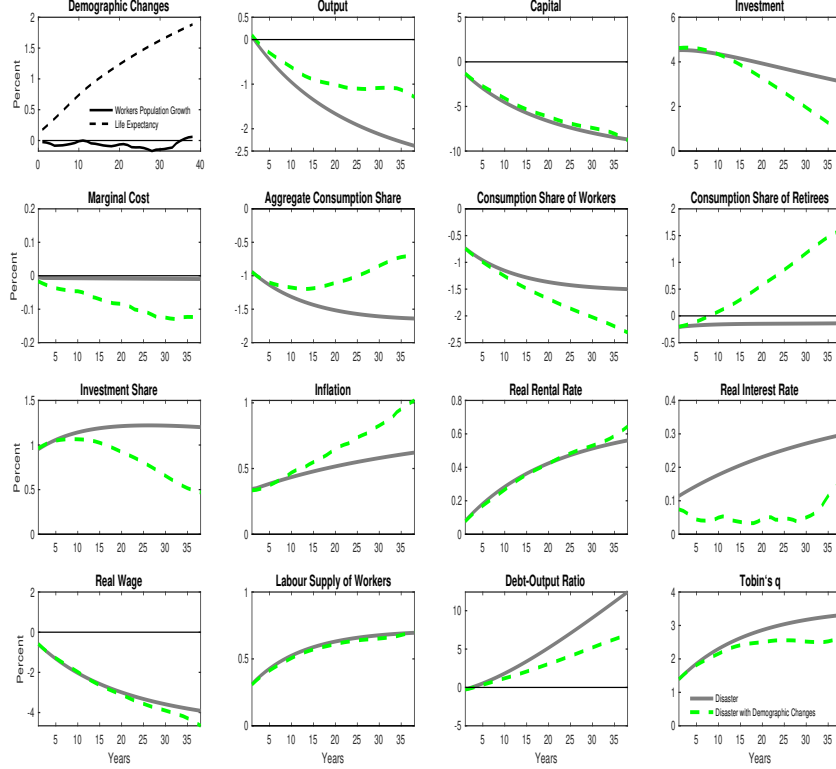 Demographic Changes
Output
Capital
Investment
2
1.5
1
0.5
0
Percent
Workers Population Growth
Life Expectancy
0 10 20 30 40
0.5
0
-0.5
-1
-1.5
-2
-2.5
5 10 15 20 25 30 35
5
0
-5
-10
5 10 15 20 25 30 35
6
4
2
0
5 10 15 20 25 30 35
Marginal Cost
Aggregate Consumption Share
Consumption Share of Workers
Consumption Share of Retirees
0.2
0.1
0
-0.1
-0.2
Percent
5 10 15 20 25 30 35
0
-0.5
-1
-1.5
-2
5 10 15 20 25 30 35
0
-0.5
-1
-1.5
-2
-2.5
5 10 15 20 25 30 35
2
1.5
1
0.5
0
-0.5
5 10 15 20 25 30 35
Investment Share
Inflation
Real Rental Rate
Real Interest Rate
1.5
1
0.5
0
Percent
5 10 15 20 25 30 35
1
0.5
0
5 10 15 20 25 30 35
0.8
0.6
0.4
0.2
0
5 10 15 20 25 30 35
0.4
0.3
0.2
0.1
0
5 10 15 20 25 30 35
Real Wage
Labour Supply of Workers
Debt-Output Ratio
Tobin's q
2
0
-2
-4
Percent
5 10 15 20 25 30 35
Years
1
0.5
0
5 10 15 20 25 30 35
Years
10
5
0
-5
5 10 15 20 25 30 35
Years
4
3
2
1
0
Disaster
Disaster with Demographic Changes
5 10 15 20 25 30 35
Years